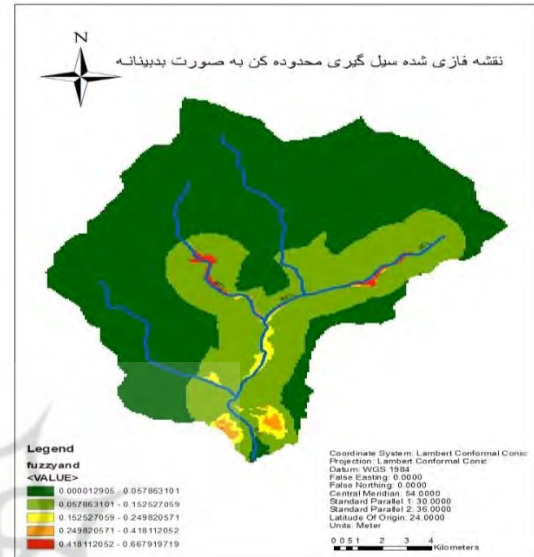 N
نقشه فازی شده سیل گیری محدوده کن به صورت بدبینانه
Legend
fuzzyand
<VALUE>
0.000012905 - 0.057863101
0.057863101 - 0.152527059
0.152527059 - 0.249820571
0.249820571 - 0.418112052
0.418112052 - 0.667919719
Coordinate System: Lambert Conformal Conic
Projection: Lambert Conformal Conic
Datum: WGS 1984
False Easting: 0.0000
False Northing: 0.0000
Central Meridian: 54.0000
Standard Parallel 1: 30.0000
Standard Parallel 2: 36.0000
Latitude Of Origin: 24.0000
Units: Meter
0 0.5 1 2 3 4
Kilometers